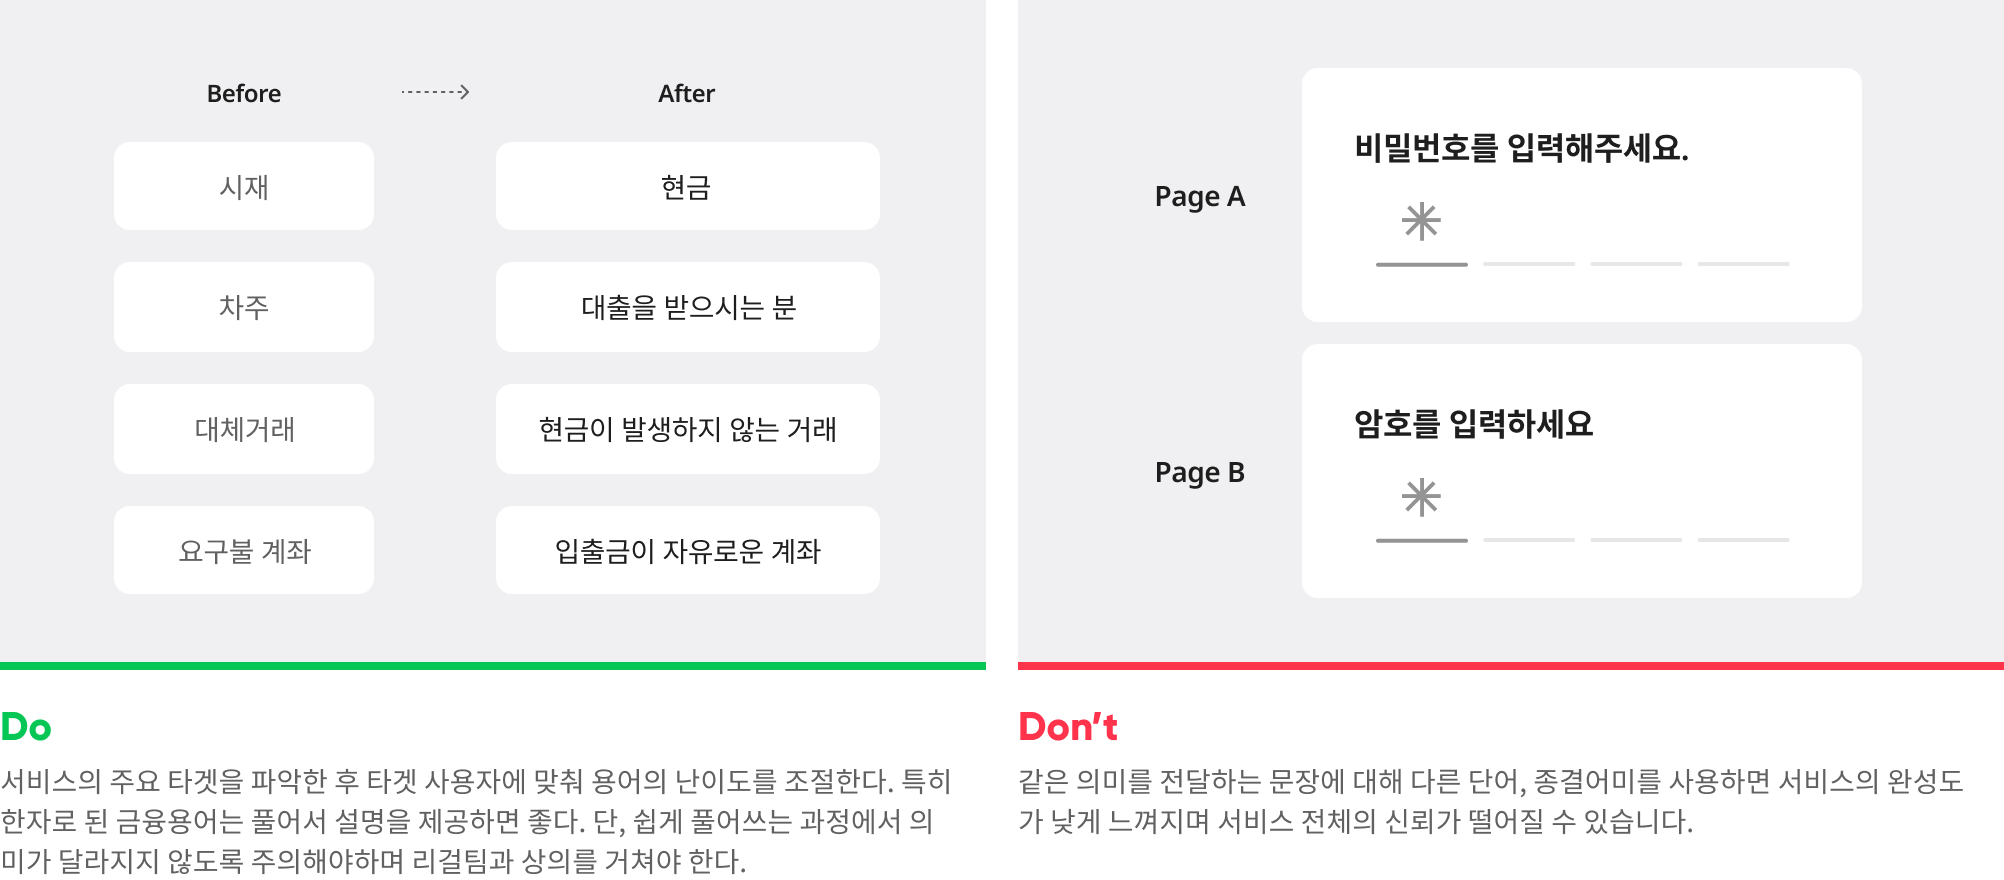 Before
After
시재
현금
차주
대출을 받으시는 분
대체거래
현금이 발생하지 않는 거래
요구불 계좌
입출금이 자유로운 계좌
Do
서비스의 주요 타겟을 파악한 후 타겟 사용자에 맞춰 용어의 난이도를 조절한다. 특히
한자로 된 금융용어는 풀어서 설명을 제공하면 좋다. 단, 쉽게 풀어쓰는 과정에서 의
미가 달라지지 않도록 주의해야하며 리걸팀과 상의를 거쳐야 한다.
Page A
비밀번호를 입력해주세요.
Page B
암호를 입력하세요
Don't
같은 의미를 전달하는 문장에 대해 다른 단어, 종결어미를 사용하면 서비스의 완성도
가 낮게 느껴지며 서비스 전체의 신뢰가 떨어질 수 있습니다.